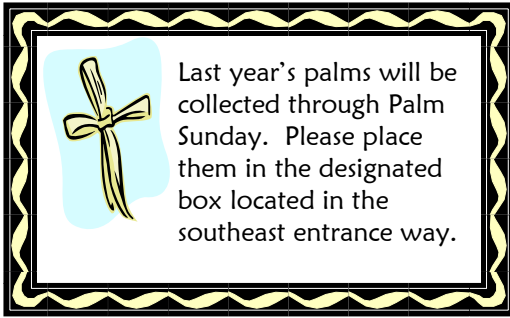 Last year's palms will be
collected through Palm
Sunday.  Please place
them in the designated
box located in the
southeast entrance way.